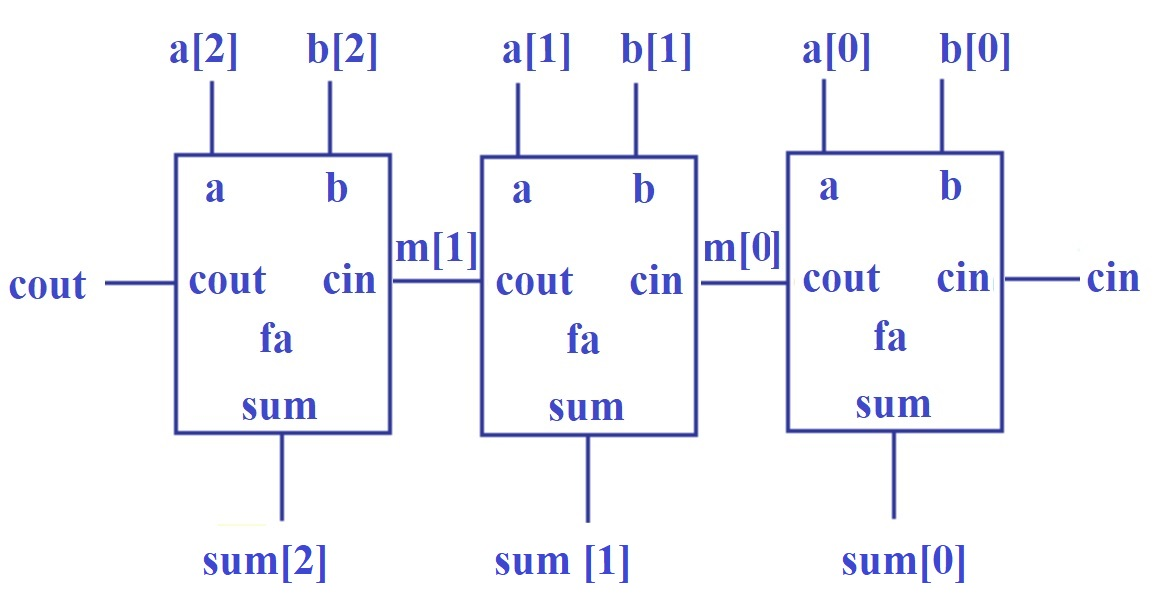 a[2] b[2] a[1] b[1] a[0] b[0]
a b a b a b
m[1] m[0]
cout cout cin cout cin cout cin cin
fa fa fa
sum sum sum
sum[2] sum [1] sum[0]